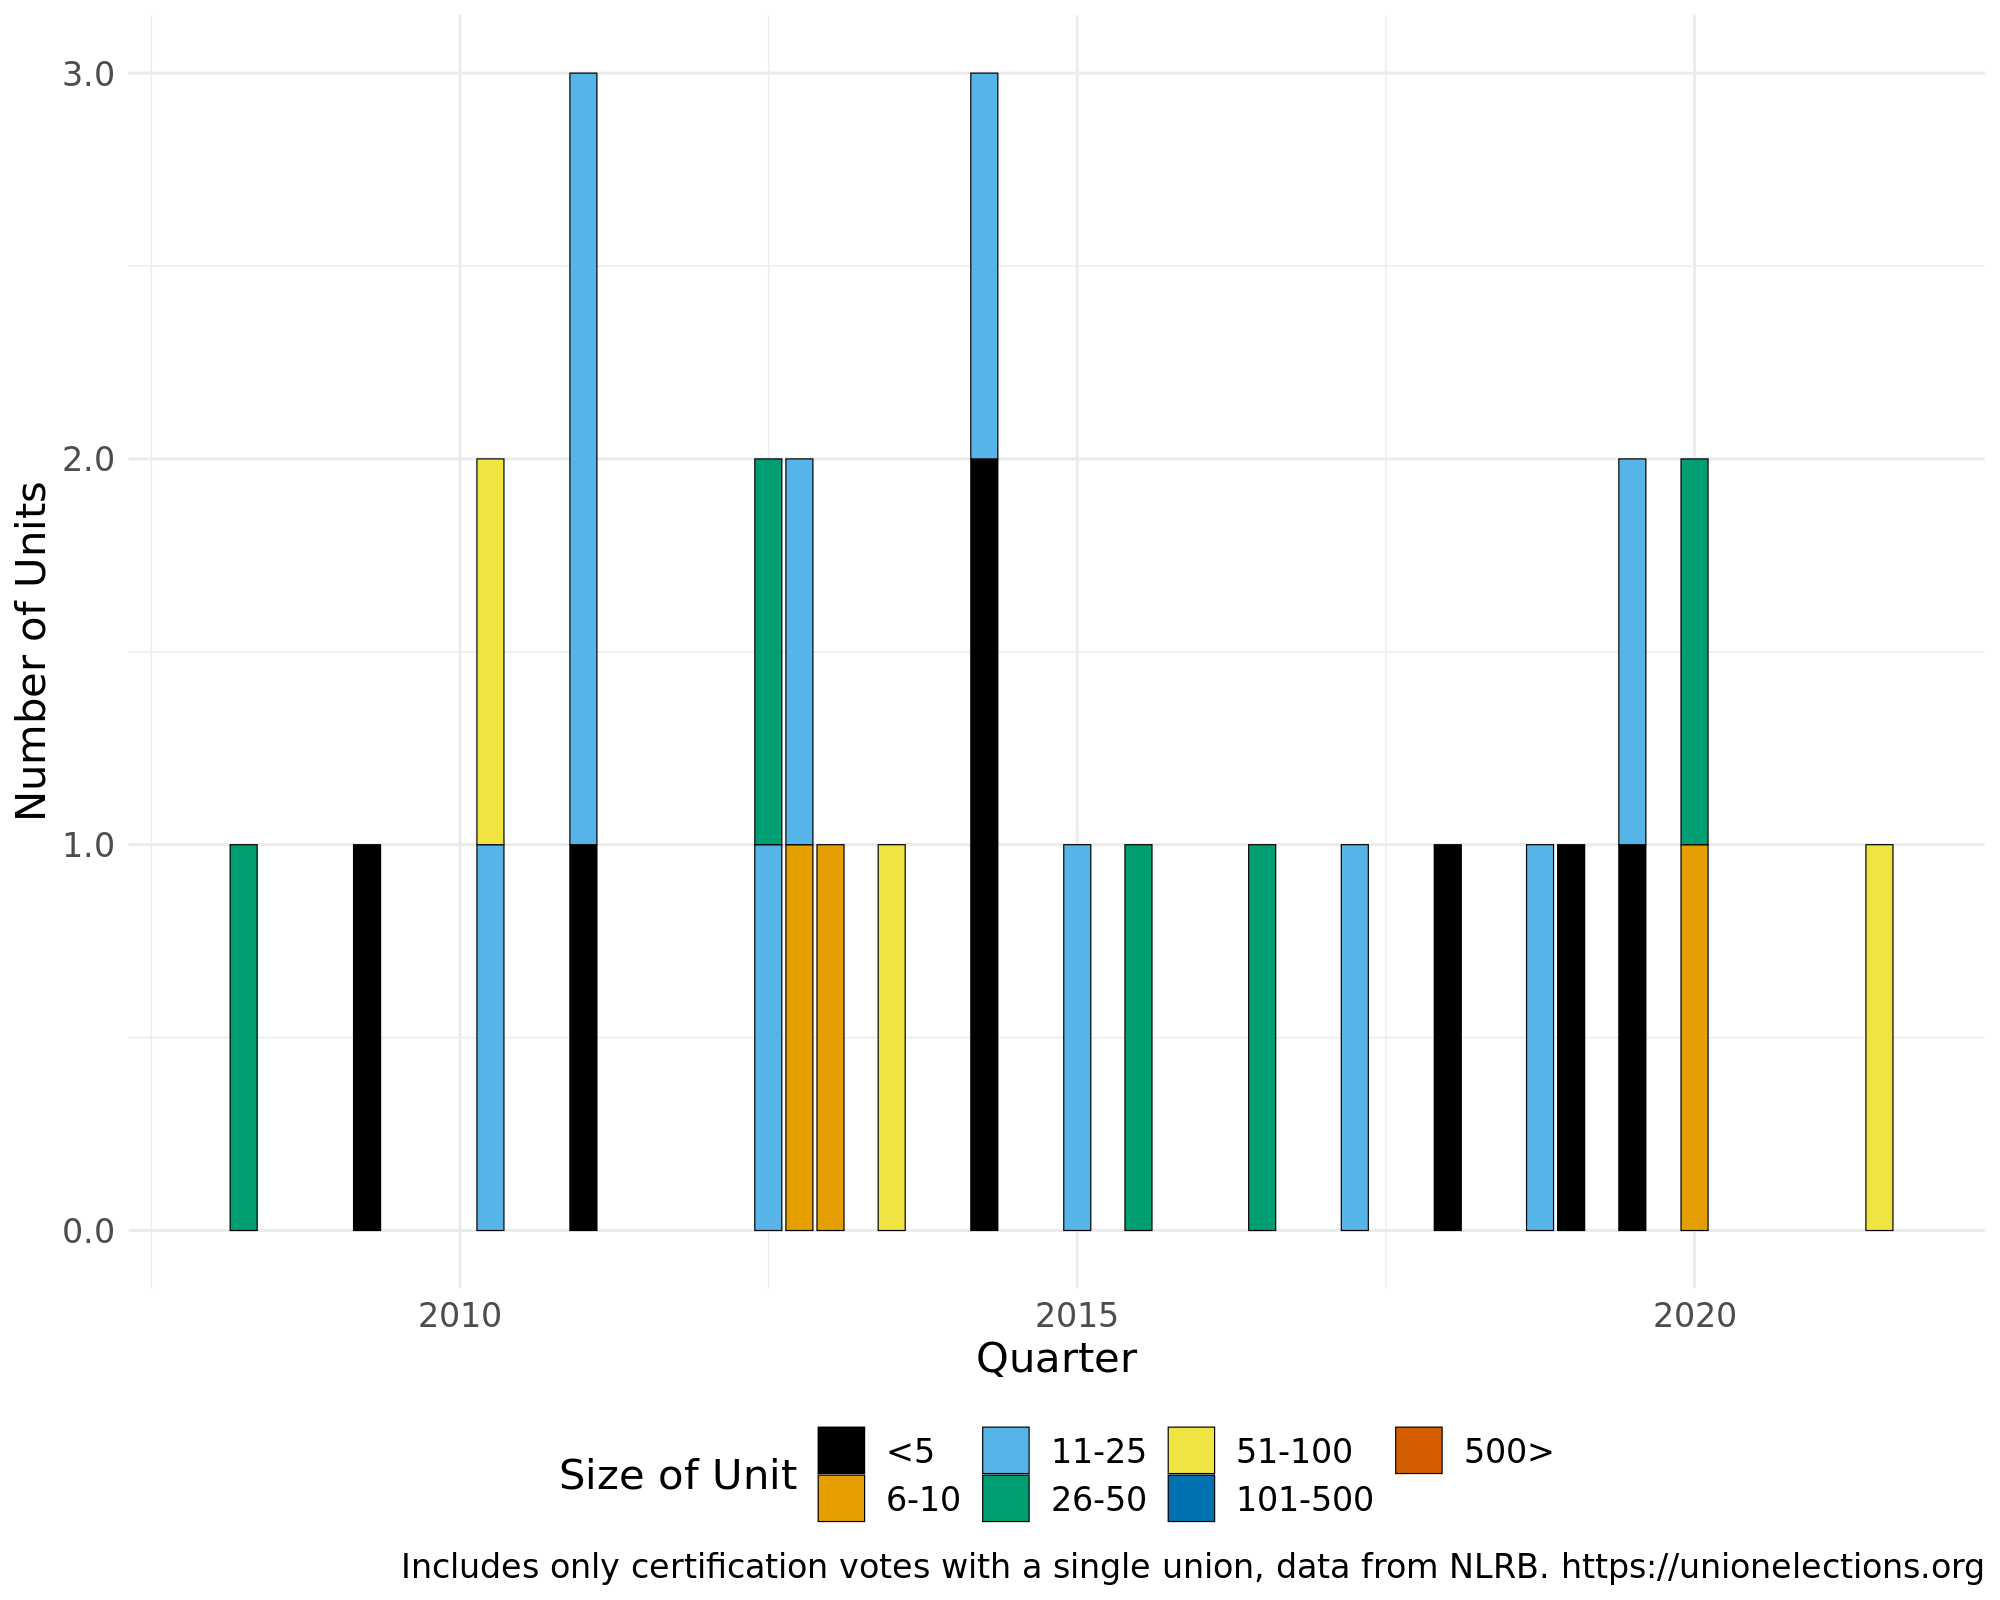 3.0
2.0
1.0
0.0
Number of Units
2010 2015 2020
Quarter
Size of Unit
<5 11-25 51-100 500>
6-10 26-50 101-500
Includes only certification votes with a single union, data from NLRB. https://unionelections.org